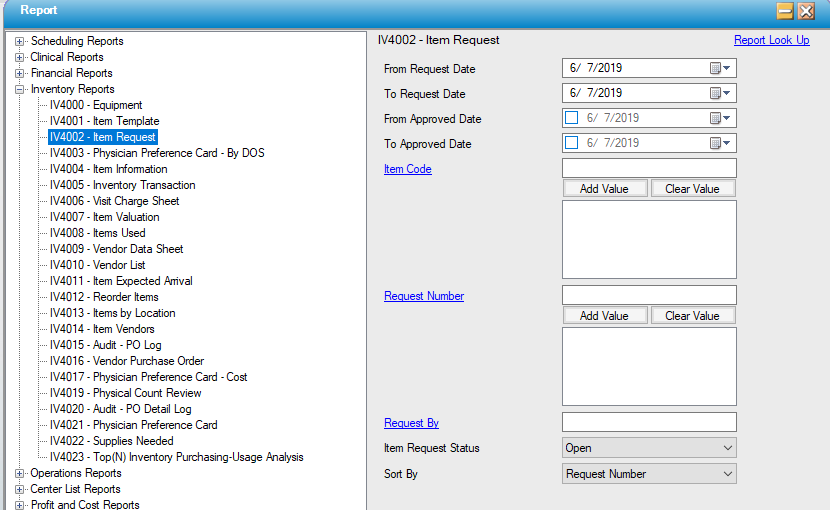 Report
Scheduling Reports
Clinical Reports
Financial Reports
Inventory Reports
IV4000 - Equipment
IV4001 - Item Template
IV4002 - Item Request
IV4003 - Physician Preference Card - By DOS
IV4004 - Item Information
IV4005 - Inventory Transaction
IV4006 - Visit Charge Sheet
IV4007 - Item Valuation
IV4008 - Items Used
IV4009 - Vendor Data Sheet
IV4010 - Vendor List
IV4011 - Item Expected Arrival
IV4012 - Reorder Items
IV4013 - Items by Location
IV4014 - Item Vendors
IV4015 - Audit - PO Log
IV4016 - Vendor Purchase Order
IV4017 - Physician Preference Card - Cost
IV4019 - Physical Count Review
IV4020 - Audit - PO Detail Log
IV4021 - Physician Preference Card
IV4022 - Supplies Needed
IV4023 - Top(N) Inventory Purchasing-Usage Analysis
Operations Reports
Center List Reports
Profit and Cost Reports
IV4002 - Item Request Report Look Up
From Request Date 6/ 7/2019
To Request Date 6/ 7/2019
From Approved Date 6/ 7/2019
To Approved Date 6/ 7/2019
Item Code
Add Value Clear Value
Request Number
Add Value Clear Value
Request By
Item Request Status Open
Sort By Request Number